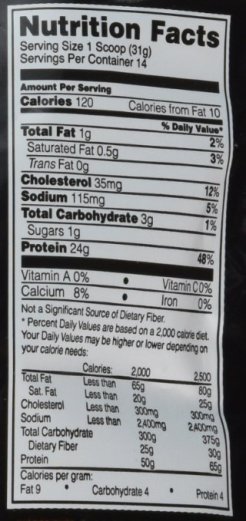 Nutrition Facts
Serving Size 1 Scoop (31g)
Servings Per Container 14
Amount Per Serving
Calories 120 Calories from Fat 10
% Daily Value*
Total Fat 1g 2%
Saturated Fat 0.5g 3%
Trans Fat 0g
Cholesterol 35mg 12%
Sodium 115mg 5%
Total Carbohydrate 3g 1%
Sugars 1g
Protein 24g 48%
Vitamin A 0% • Vitamin C 0%
Calcium 8% • Iron 0%
Not a Significant Source of Dietary Fiber.
* Percent Daily Values are based on a 2,000 calorie diet.
Your Daily Values may be higher or lower depending on
your calorie needs:
Calories: 2,000 2,500
Total Fat Less than 65g 80g
Sat. Fat Less than 20g 25g
Cholesterol Less than 300mg 300mg
Sodium Less than 2,400mg 2,400mg
Total Carbohydrate 300g 375g
Dietary Fiber 25g 30g
Protein 50g 65g
Calories per gram:
Fat 9 • Carbohydrate 4 • Protein 4